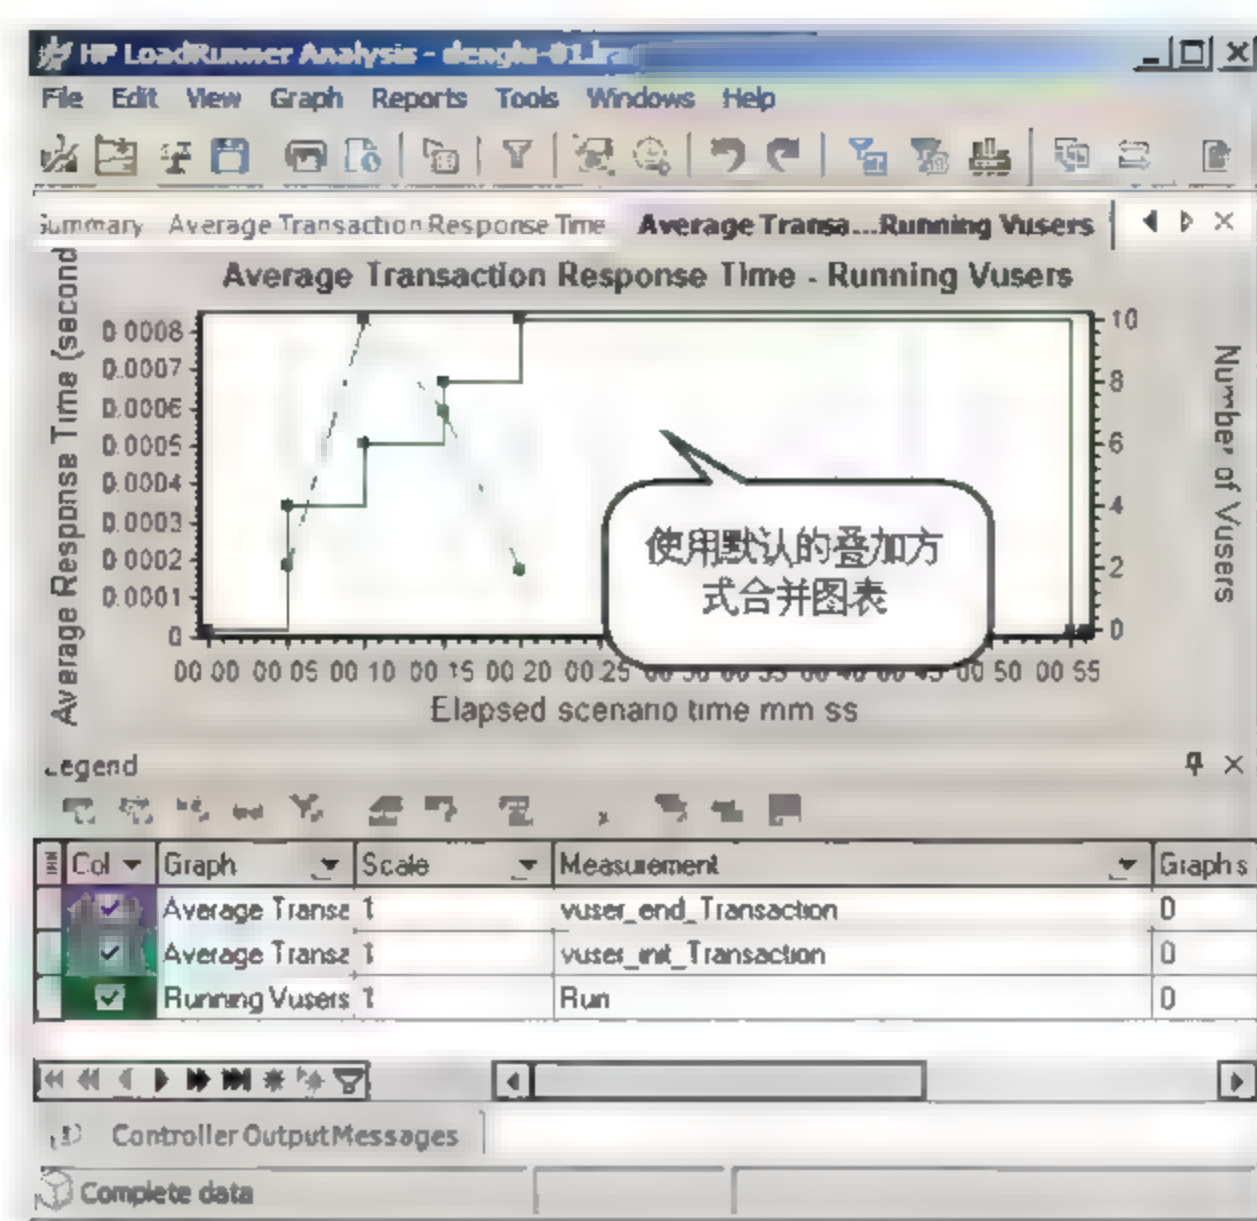 HP LoadRunner Analysis - denglu-01.lra
File Edit View Graph Reports Tools Windows Help
Summary Average Transaction Response Time Average Transa...Running Vusers
Average Transaction Response Time - Running Vusers
Average Response Time (second
0.0008
0.0007
0.0006
0.0005
0.0004
0.0003
0.0002
0.0001
0
10
8
6
4
2
0
Number of Vusers
使用默认的叠加方
式合并图表
00 00 00 05 00 10 00 15 00 20 00 25 00 50 00 55
Elapsed scenario time mm ss
Legend
Col Graph Scale Measurement Graph s
Average Transa 1 vuser_end_Transaction 0
Average Transa 1 vuser_init_Transaction 0
Running Vusers 1 Run 0
Controller Output Messages
Complete data